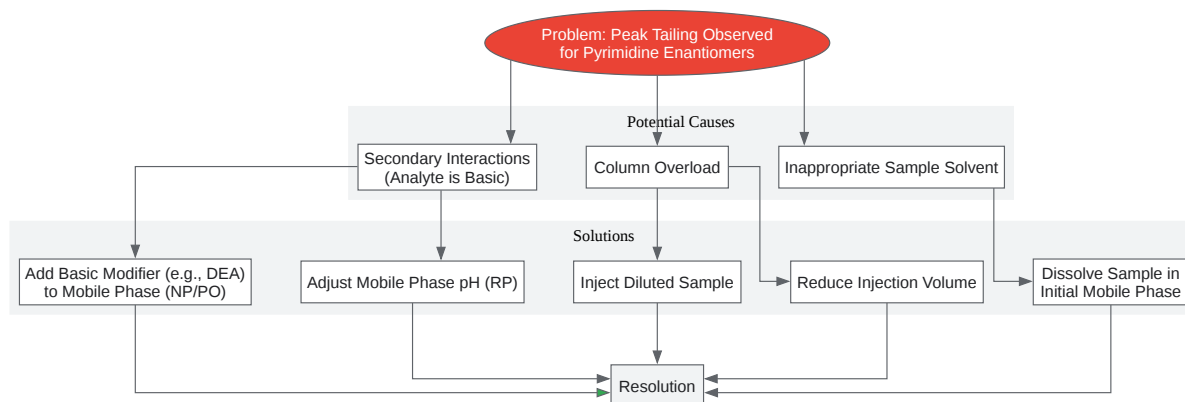 Problem: Peak Tailing Observed
for Pyrimidine Enantiomers
Potential Causes
Secondary Interactions
(Analyte is Basic)
Column Overload
Inappropriate Sample Solvent
Solutions
Add Basic Modifier (e.g., DEA)
to Mobile Phase (NP/PO)
Adjust Mobile Phase pH (RP)
Inject Diluted Sample
Reduce Injection Volume
Dissolve Sample in
Initial Mobile Phase
Resolution